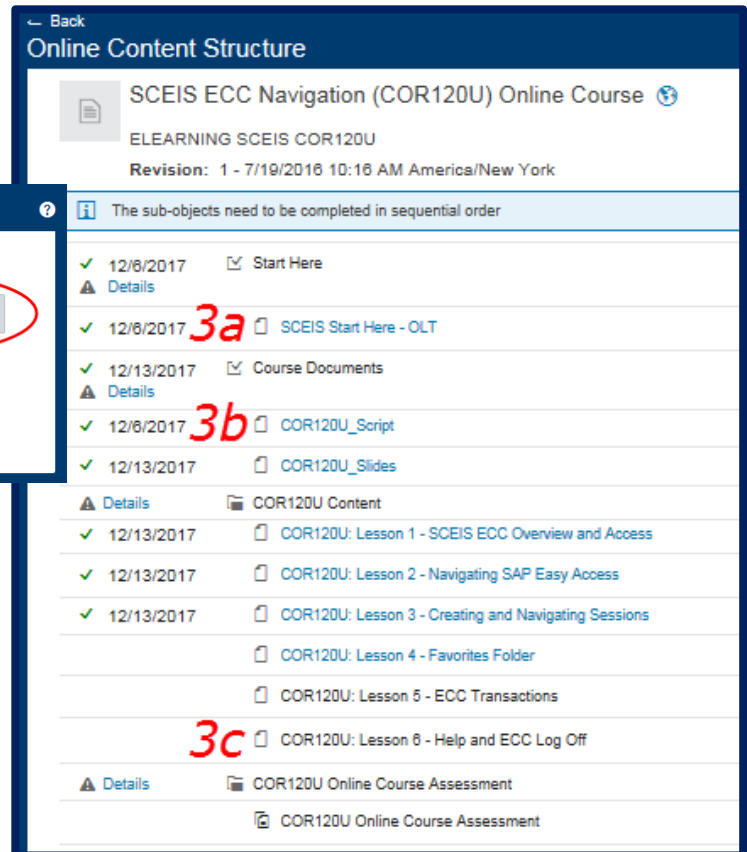 ← Back
Online Content Structure
SCEIS ECC Navigation (COR120U) Online Course
ELEARNING SCEIS COR120U
Revision: 1 - 7/19/2016 10:16 AM America/New York
?
i The sub-objects need to be completed in sequential order
12/6/2017 Start Here
Details
12/6/2017 3a SCEIS Start Here - OLT
12/13/2017 Course Documents
Details
12/6/2017 3b COR120U_Script
12/13/2017 COR120U_Slides
Details COR120U Content
12/13/2017 COR120U: Lesson 1 - SCEIS ECC Overview and Access
12/13/2017 COR120U: Lesson 2 - Navigating SAP Easy Access
12/13/2017 COR120U: Lesson 3 - Creating and Navigating Sessions
COR120U: Lesson 4 - Favorites Folder
COR120U: Lesson 5 - ECC Transactions
3c COR120U: Lesson 6 - Help and ECC Log Off
Details COR120U Online Course Assessment
COR120U Online Course Assessment